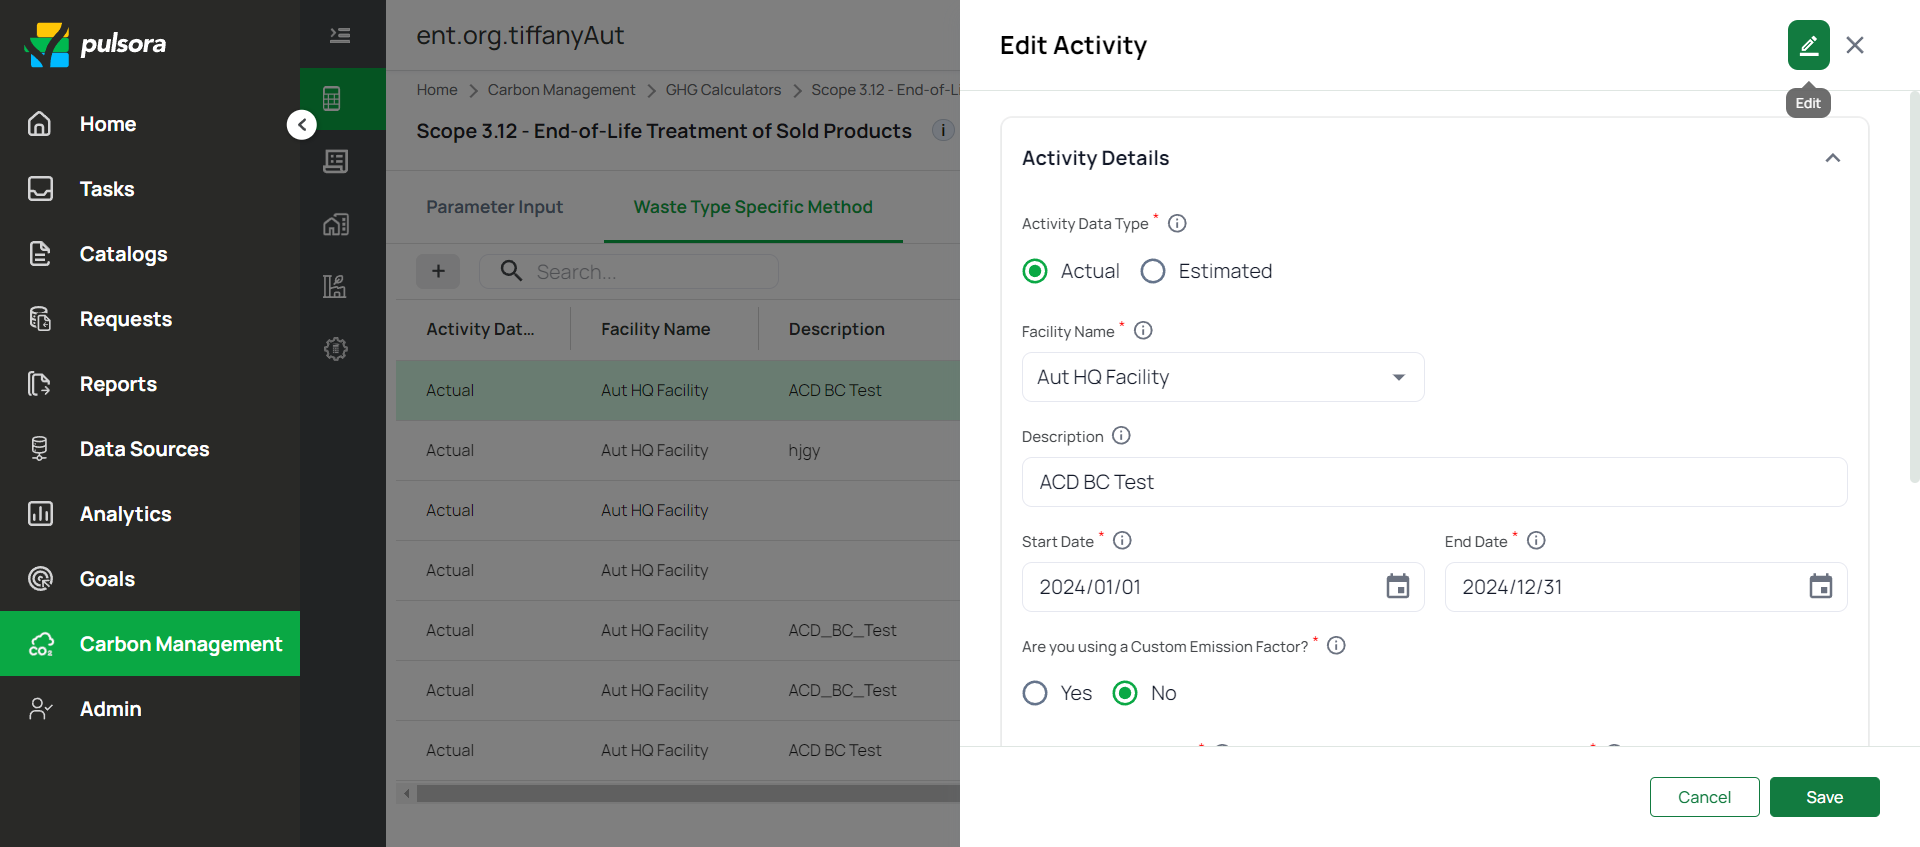 pulsora
Home
Tasks
Catalogs
Requests
Reports
Data Sources
Analytics
Goals
Carbon Management
Admin
ent.org.tiffanyAut
Home > Carbon Management > GHG Calculators > Scope 3.12 - End-of-L
Scope 3.12 - End-of-Life Treatment of Sold Products
Parameter Input Waste Type Specific Method
Search...
Activity Dat... Facility Name Description
Actual Aut HQ Facility ACD BC Test
Actual Aut HQ Facility hjgy
Actual Aut HQ Facility
Actual Aut HQ Facility
Actual Aut HQ Facility ACD_BC_Test
Actual Aut HQ Facility ACD_BC_Test
Actual Aut HQ Facility ACD BC Test
Edit Activity
Edit
Activity Details
Activity Data Type *
Actual Estimated
Facility Name *
Aut HQ Facility
Description
ACD BC Test
Start Date * End Date *
2024/01/01 2024/12/31
Are you using a Custom Emission Factor? *
Yes No
Cancel Save